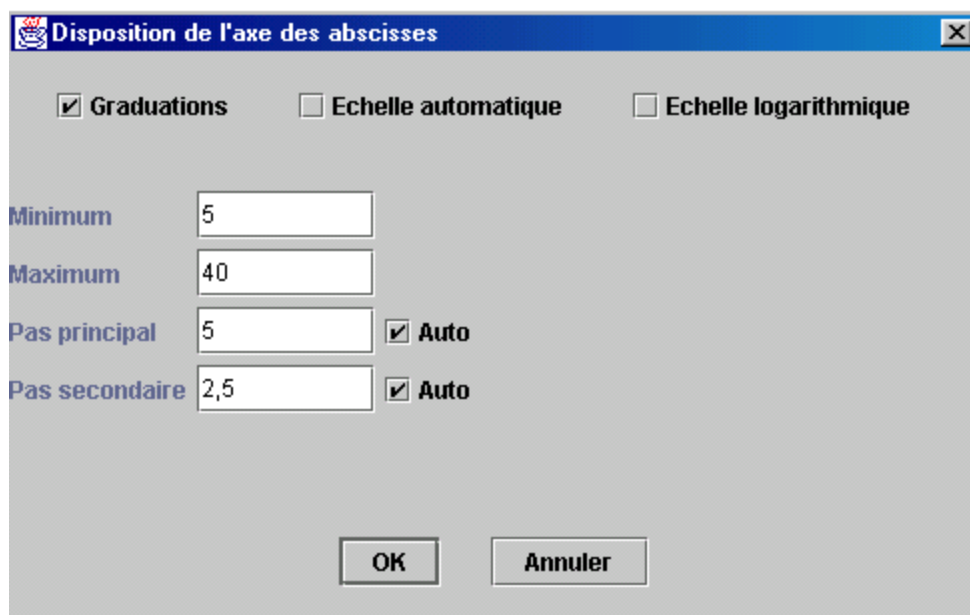 Disposition de l'axe des abscisses
Graduations Echelle automatique Echelle logarithmique
Minimum 5
Maximum 40
Pas principal 5 Auto
Pas secondaire 2,5 Auto
OK Annuler